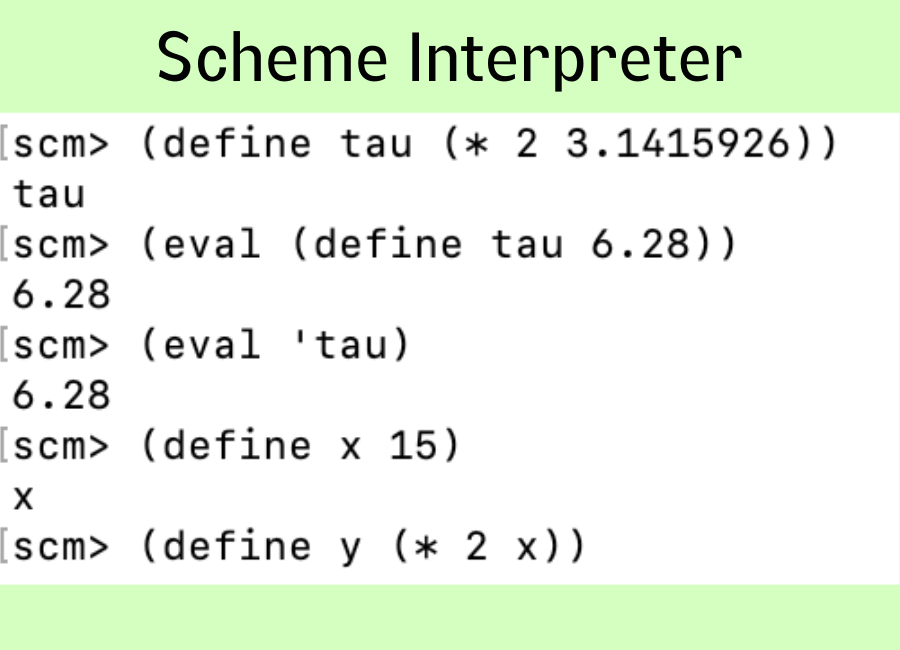 Scheme Interpreter
[scm> (define tau (* 2 3.1415926))
tau
[scm> (eval (define tau 6.28))
6.28
[scm> (eval 'tau)
6.28
[scm> (define x 15)
x
[scm> (define y (* 2 x))